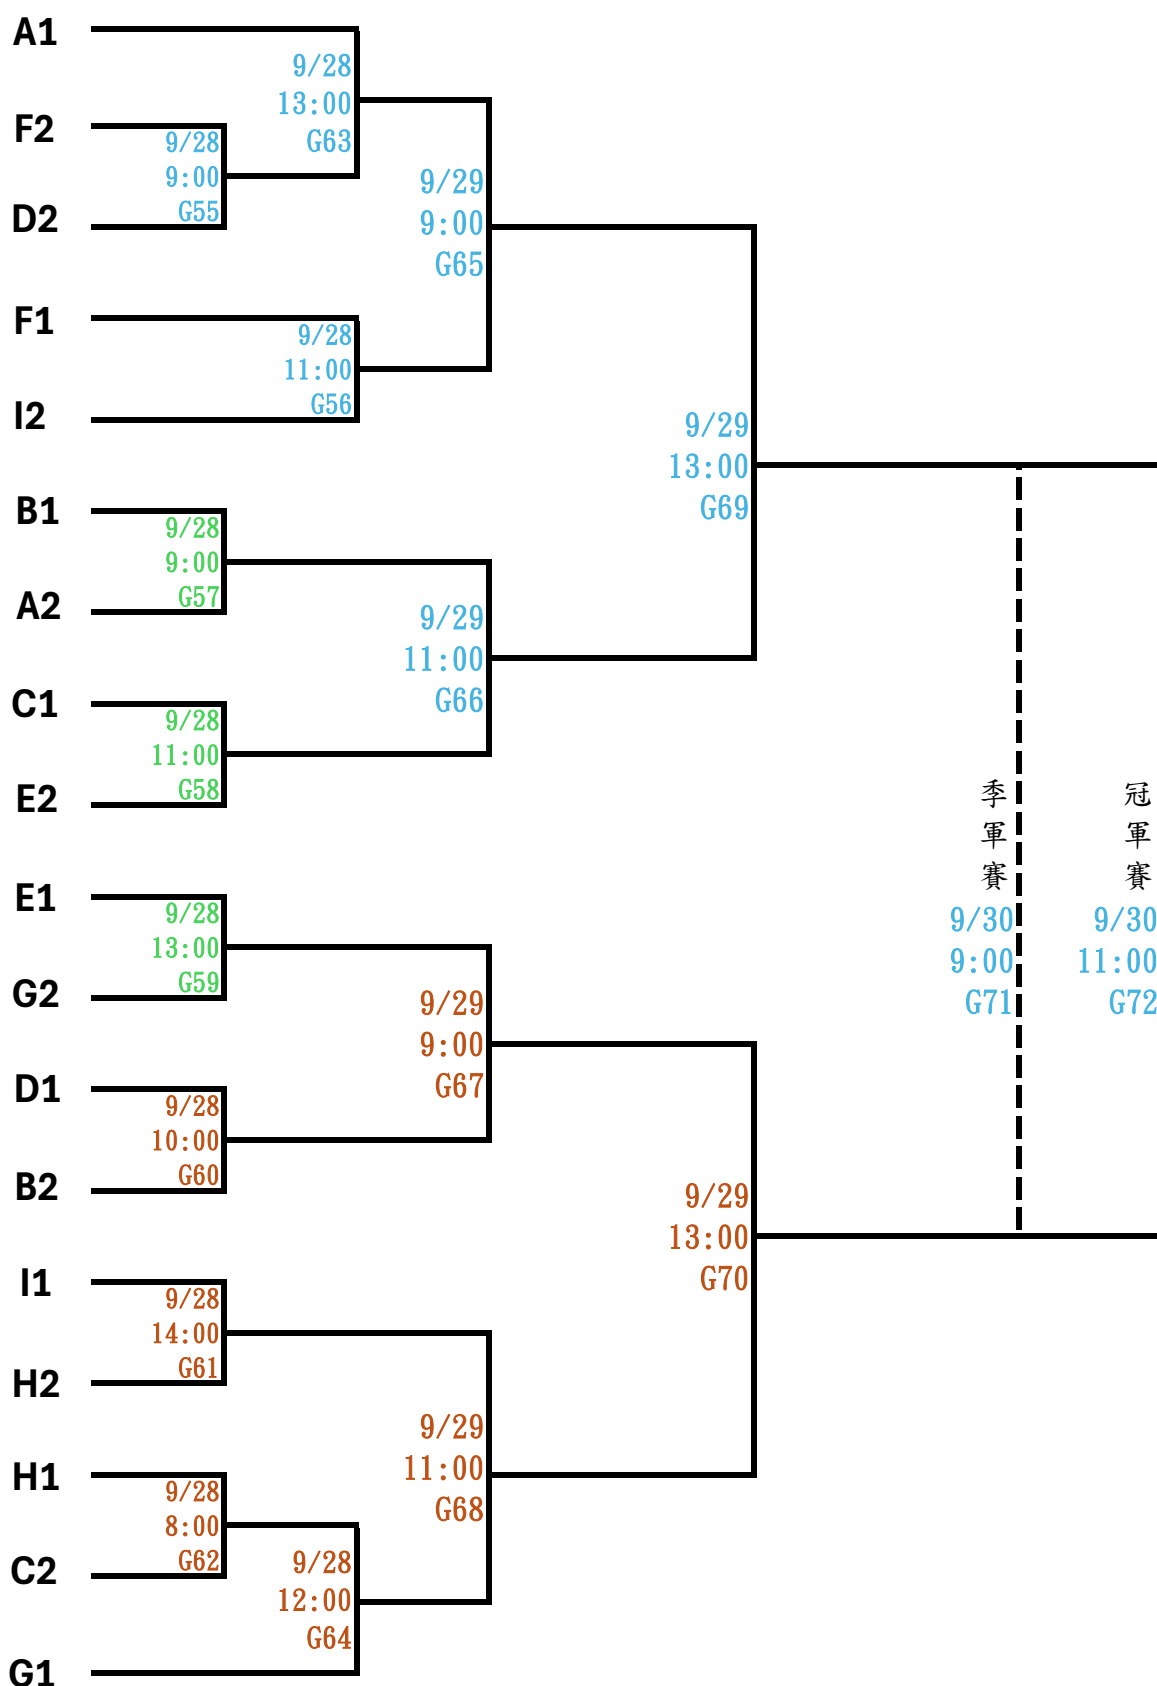 A1
9/28
13:00
G63
F2
9/28
9:00
G55
D2
9/29
9:00
G65
F1
9/28
11:00
G56
I2
9/29
13:00
G69
B1
9/28
9:00
G57
A2
9/29
11:00
G66
C1
9/28
11:00
G58
E2
季
軍
賽
9/30
9:00
G71
冠
軍
賽
9/30
11:00
G72
E1
9/28
13:00
G59
G2
9/29
9:00
G67
D1
9/28
10:00
G60
B2
9/29
13:00
G70
I1
9/28
14:00
G61
H2
9/29
11:00
G68
H1
9/28
8:00
G62
C2
9/28
12:00
G64
G1